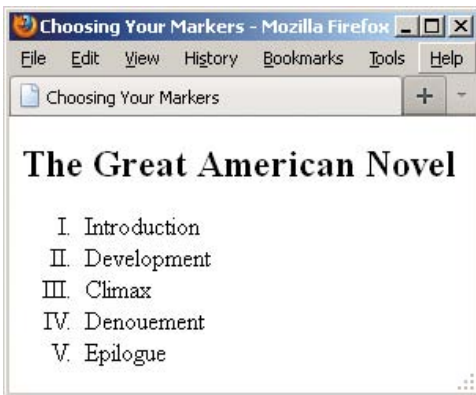 Choosing Your Markers - Mozilla Firefox
File Edit View History Bookmarks Tools Help
Choosing Your Markers
The Great American Novel
I. Introduction
II. Development
III. Climax
IV. Denouement
V. Epilogue